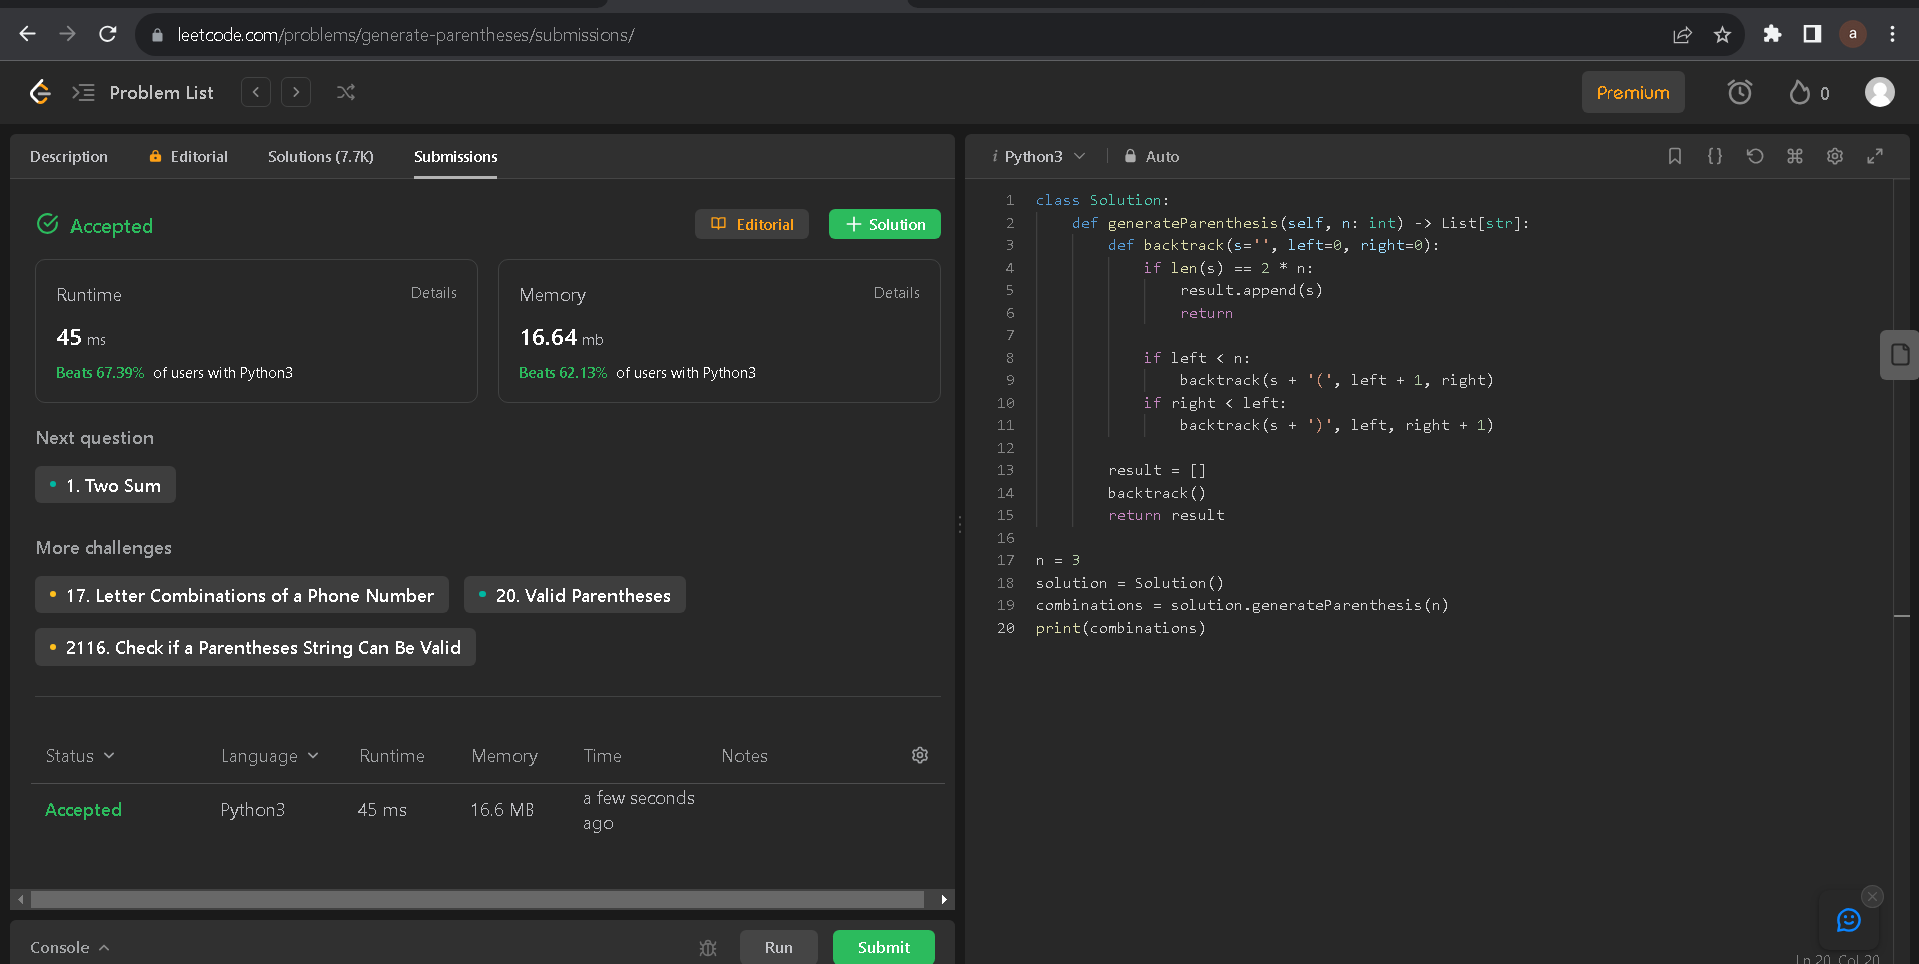 leetcode.com/problems/generate-parentheses/submissions/
a
Problem List
Premium
0
Description Editorial Solutions (7.7K) Submissions
Accepted
Editorial
Solution
Runtime Details
45 ms
Beats 67.39% of users with Python3
Memory Details
16.64 mb
Beats 62.13% of users with Python3
Next question
1. Two Sum
More challenges
17. Letter Combinations of a Phone Number
20. Valid Parentheses
2116. Check if a Parentheses String Can Be Valid
Status Language Runtime Memory Time Notes
Accepted Python3 45 ms 16.6 MB a few seconds
ago
Console
Run
Submit
i Python3 Auto
1 class Solution:
2     def generateParenthesis(self, n: int) -> List[str]:
3         def backtrack(s='', left=0, right=0):
4             if len(s) == 2 * n:
5                 result.append(s)
6                 return
7
8             if left < n:
9                 backtrack(s + '(', left + 1, right)
10             if right < left:
11                 backtrack(s + ')', left, right + 1)
12
13         result = []
14         backtrack()
15         return result
16
17 n = 3
18 solution = Solution()
19 combinations = solution.generateParenthesis(n)
20 print(combinations)
Ln 20, Col 20